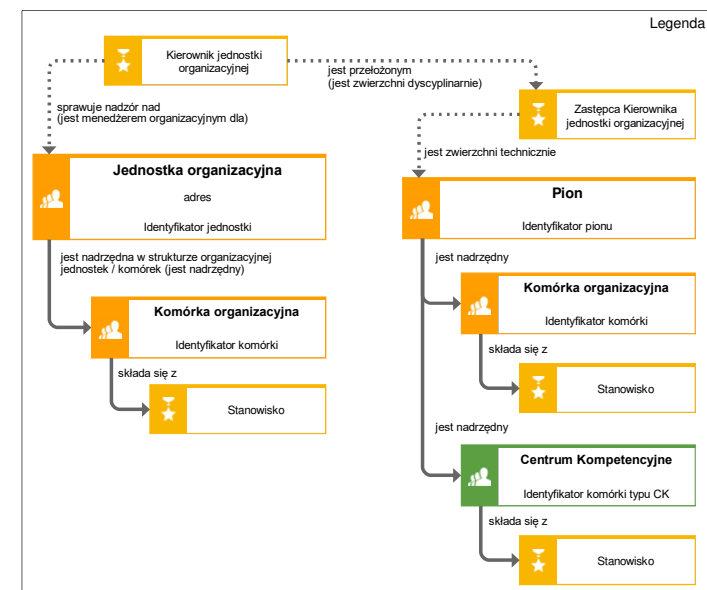 Legenda
Kierownik jednostki
organizacyjnej
jest przełożonym
(jest zwierzchni dyscyplinarnie)
sprawuje nadzór nad
(jest menedżerem organizacyjnym dla)
Zastępca Kierownika
jednostki organizacyjnej
jest zwierzchni technicznie
Jednostka organizacyjna
adres
Identyfikator jednostki
Pion
Identyfikator pionu
jest nadrzędna w strukturze organizacyjnej
jednostek / komórek (jest nadrzędny)
jest nadrzędny
Komórka organizacyjna
Identyfikator komórki
Komórka organizacyjna
Identyfikator komórki
składa się z
Stanowisko
składa się z
Stanowisko
jest nadrzędny
Centrum Kompetencyjne
Identyfikator komórki typu CK
składa się z
Stanowisko